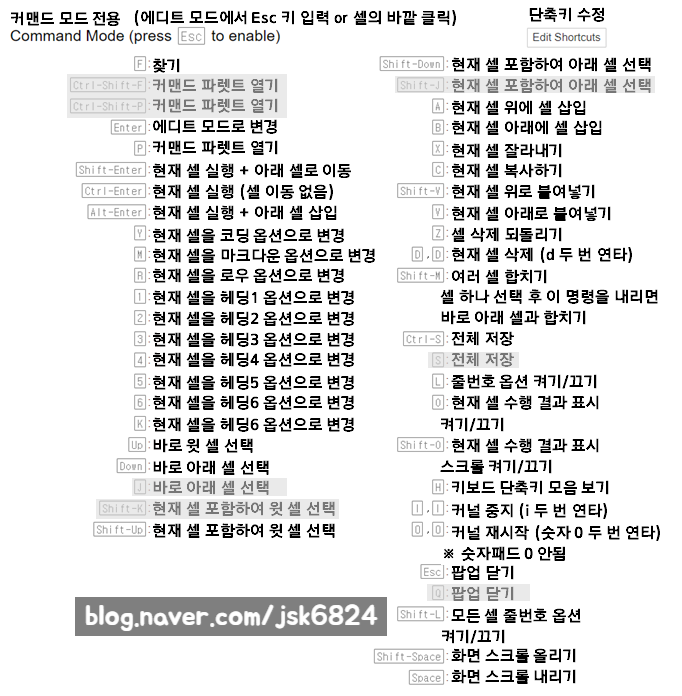 커맨드 모드 전용 (에디트 모드에서 Esc 키 입력 or 셀의 바깥 클릭)
Command Mode (press Esc to enable)
단축키 수정
Edit Shortcuts
F : 찾기
Ctrl-Shift-F : 커맨드 파렛트 열기
Ctrl-Shift-P : 커맨드 파렛트 열기
Enter : 에디트 모드로 변경
P : 커맨드 파렛트 열기
Shift-Enter : 현재 셀 실행 + 아래 셀로 이동
Ctrl-Enter : 현재 셀 실행 (셀 이동 없음)
Alt-Enter : 현재 셀 실행 + 아래 셀 삽입
Y : 현재 셀을 코딩 옵션으로 변경
M : 현재 셀을 마크다운 옵션으로 변경
R : 현재 셀을 로우 옵션으로 변경
1 : 현재 셀을 헤딩1 옵션으로 변경
2 : 현재 셀을 헤딩2 옵션으로 변경
3 : 현재 셀을 헤딩3 옵션으로 변경
4 : 현재 셀을 헤딩4 옵션으로 변경
5 : 현재 셀을 헤딩5 옵션으로 변경
6 : 현재 셀을 헤딩6 옵션으로 변경
K : 현재 셀을 헤딩6 옵션으로 변경
Up : 바로 윗 셀 선택
Down : 바로 아래 셀 선택
J : 바로 아래 셀 선택
Shift-K : 현재 셀 포함하여 윗 셀 선택
Shift-Up : 현재 셀 포함하여 윗 셀 선택
Shift-Down : 현재 셀 포함하여 아래 셀 선택
Shift-J : 현재 셀 포함하여 아래 셀 선택
A : 현재 셀 위에 셀 삽입
B : 현재 셀 아래에 셀 삽입
X : 현재 셀 잘라내기
C : 현재 셀 복사하기
Shift-V : 현재 셀 위로 붙여넣기
V : 현재 셀 아래로 붙여넣기
Z : 셀 삭제 되돌리기
D , D : 현재 셀 삭제 (d 두 번 연타)
Shift-M : 여러 셀 합치기
셀 하나 선택 후 이 명령을 내리면
바로 아래 셀과 합치기
Ctrl-S : 전체 저장
S : 전체 저장
L : 줄번호 옵션 켜기/끄기
O : 현재 셀 수행 결과 표시
켜기/끄기
Shift-O : 현재 셀 수행 결과 표시
스크롤 켜기/끄기
H : 키보드 단축키 모음 보기
I , I : 커널 중지 (i 두 번 연타)
0 , 0 : 커널 재시작 (숫자 0 두 번 연타)
※ 숫자패드 0 안됨
Esc : 팝업 닫기
Q : 팝업 닫기
Shift-L : 모든 셀 줄번호 옵션
켜기/끄기
Shift-Space : 화면 스크롤 올리기
Space : 화면 스크롤 내리기
blog.naver.com/jsk6824